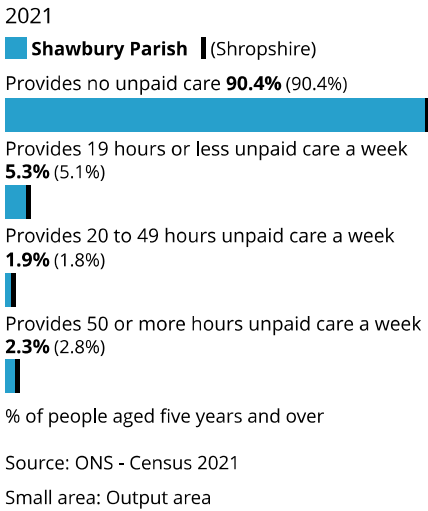 2021
Shawbury Parish (Shropshire)
Provides no unpaid care 90.4% (90.4%)
Provides 19 hours or less unpaid care a week
5.3% (5.1%)
Provides 20 to 49 hours unpaid care a week
1.9% (1.8%)
Provides 50 or more hours unpaid care a week
2.3% (2.8%)
% of people aged five years and over
Source: ONS - Census 2021
Small area: Output area